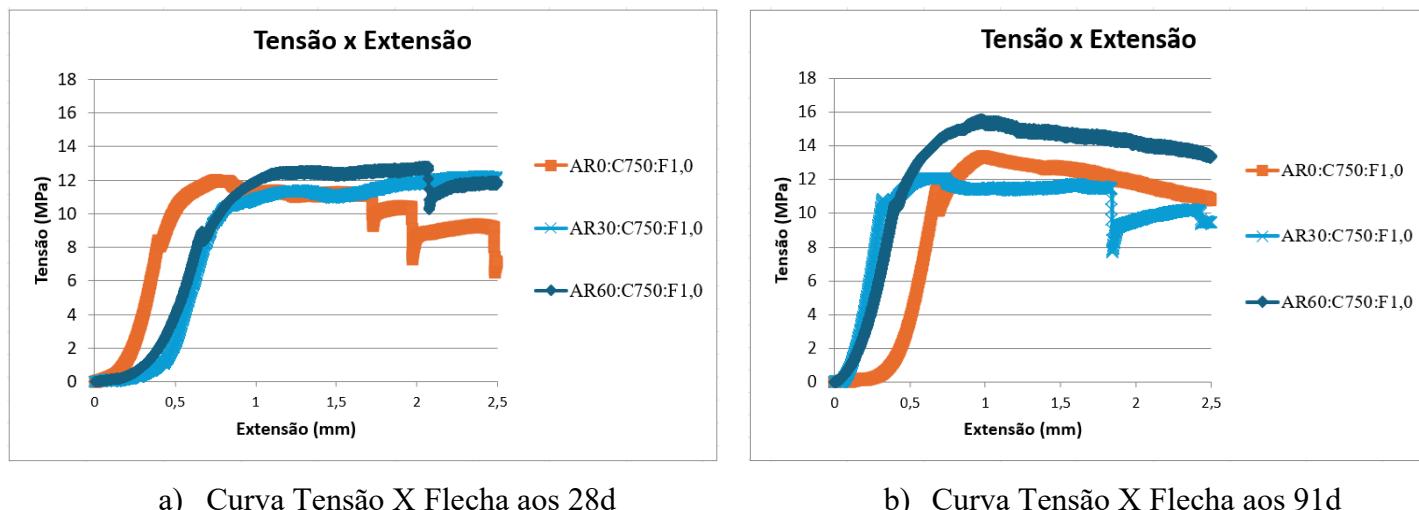 Tensão x Extensão
18
16
14
12
10
8
6
4
2
0
Tensão (MPa)
0 0,5 1 1,5 2 2,5
Extensão (mm)
AR0:C750:F1,0
AR30:C750:F1,0
AR60:C750:F1,0
a) Curva Tensão X Flecha aos 28d
Tensão x Extensão
18
16
14
12
10
8
6
4
2
0
Tensão (MPa)
0 0,5 1 1,5 2 2,5
Extensão (mm)
AR0:C750:F1,0
AR30:C750:F1,0
AR60:C750:F1,0
b) Curva Tensão X Flecha aos 91d